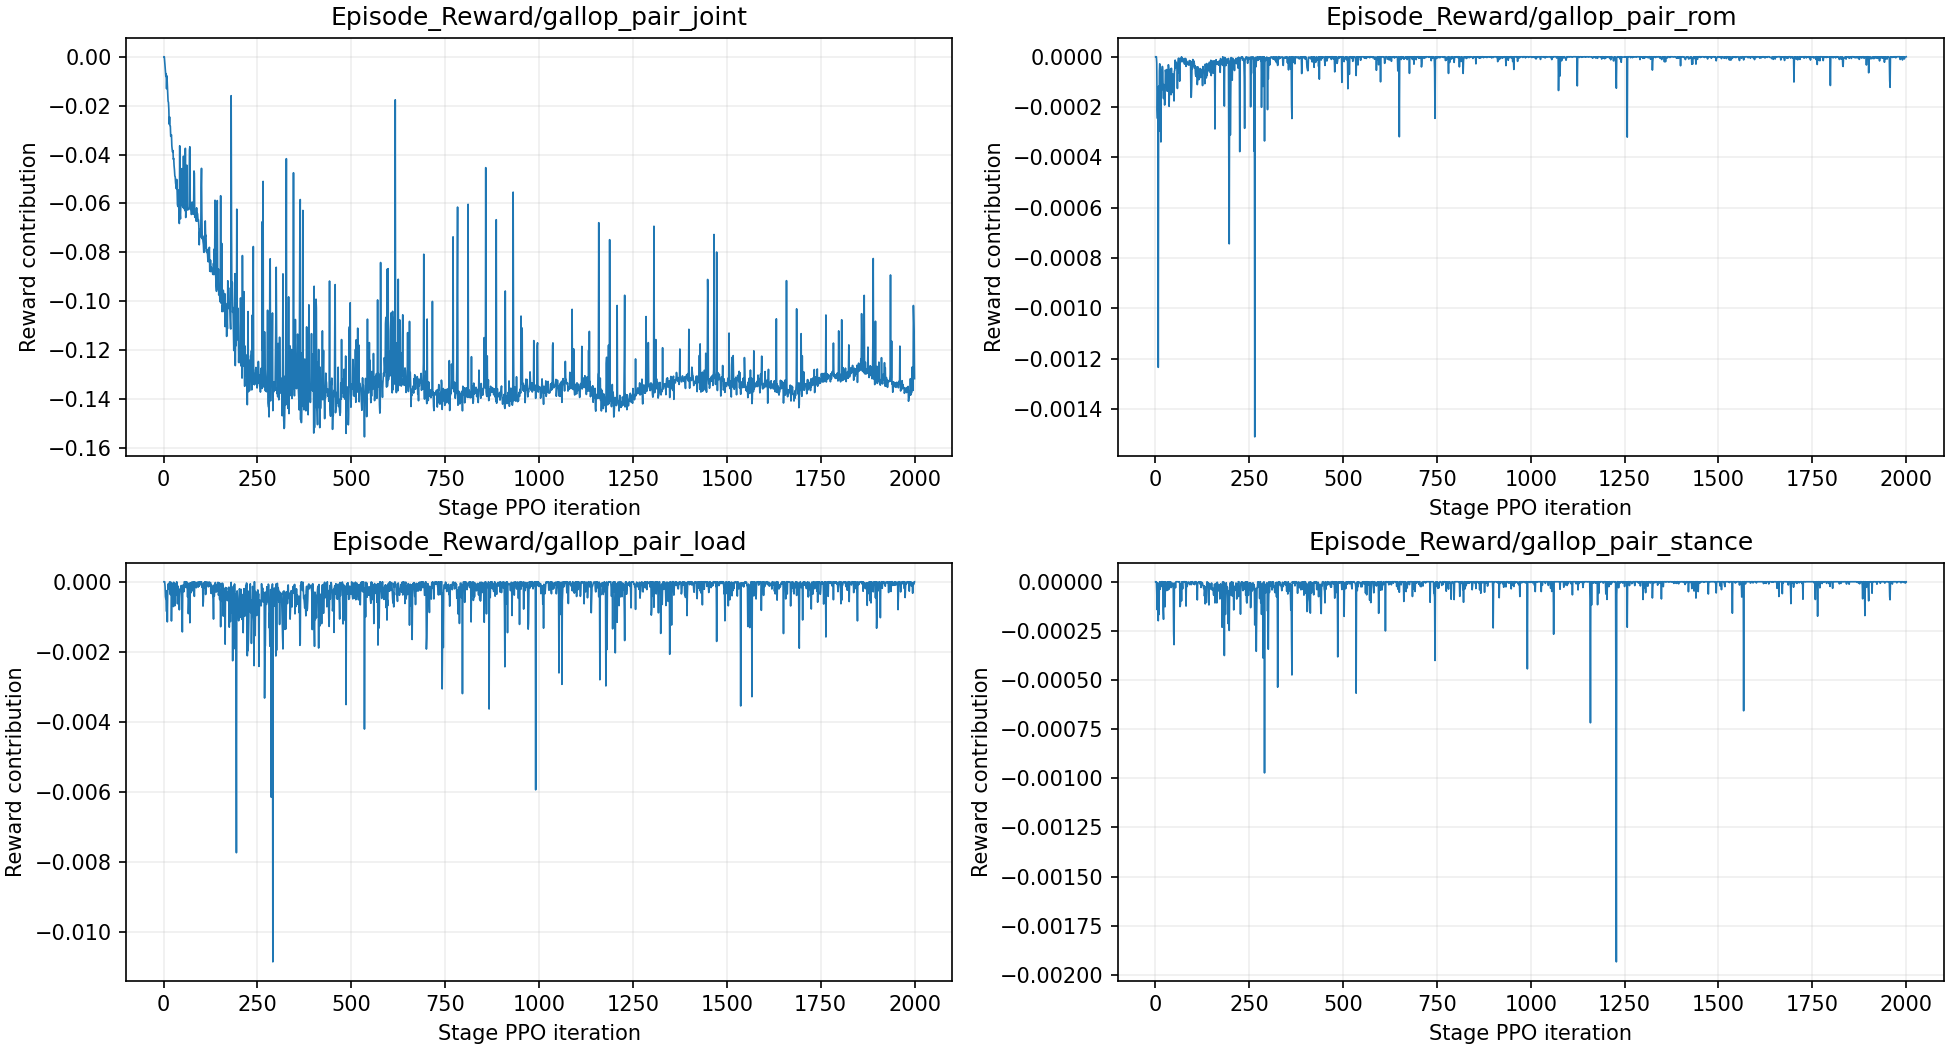 Episode_Reward/gallop_pair_joint
0.00
−0.02
−0.04
−0.06
−0.08
−0.10
−0.12
−0.14
−0.16
Reward contribution
0 250 500 750 1000 1250 1500 1750 2000
Stage PPO iteration
Episode_Reward/gallop_pair_rom
0.0000
−0.0002
−0.0004
−0.0006
−0.0008
−0.0010
−0.0012
−0.0014
Reward contribution
0 250 500 750 1000 1250 1500 1750 2000
Stage PPO iteration
Episode_Reward/gallop_pair_load
0.000
−0.002
−0.004
−0.006
−0.008
−0.010
Reward contribution
0 250 500 750 1000 1250 1500 1750 2000
Stage PPO iteration
Episode_Reward/gallop_pair_stance
0.00000
−0.00025
−0.00050
−0.00075
−0.00100
−0.00125
−0.00150
−0.00175
−0.00200
Reward contribution
0 250 500 750 1000 1250 1500 1750 2000
Stage PPO iteration